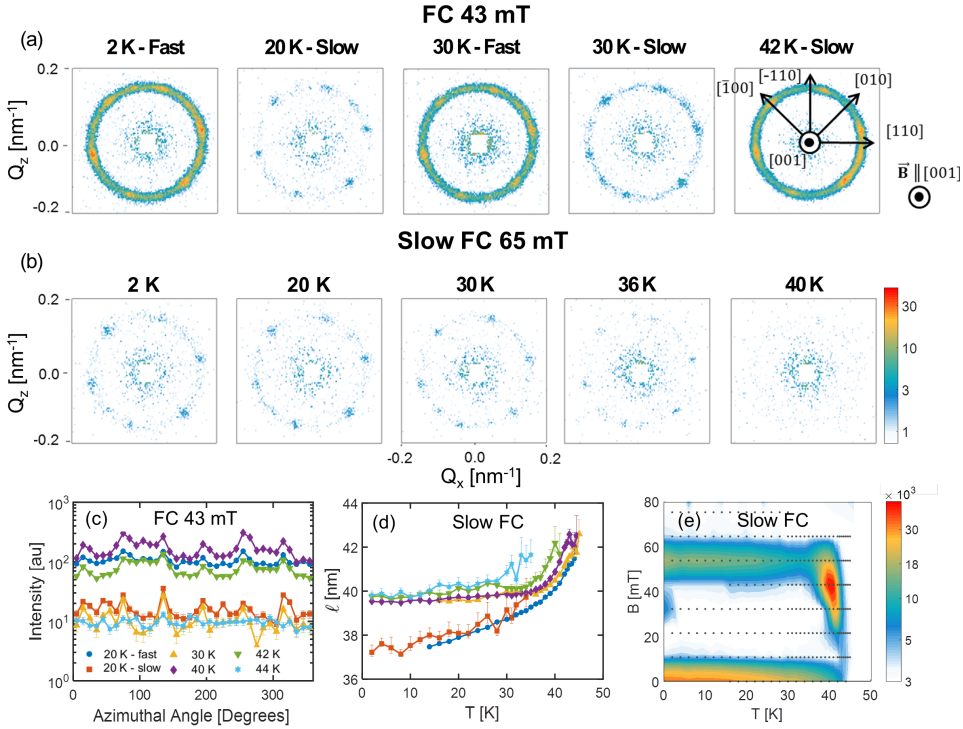 FC 43 mT
(a)
2 K - Fast 20 K - Slow 30 K - Fast 30 K - Slow 42 K - Slow
0.2
0.0
-0.2
Q_z [nm⁻¹]
[1̄00] [-110] [010]
[110]
[001]
B⃗ ∥ [001]
Slow FC 65 mT
(b)
2 K 20 K 30 K 36 K 40 K
0.2
0.0
-0.2
Q_z [nm⁻¹]
-0.2 0.0 0.2
Q_x [nm⁻¹]
30
10
3
1
(c) FC 43 mT
10³
10²
10¹
10⁰
Intensity [au]
20 K - fast 30 K 42 K
20 K - slow 40 K 44 K
0 100 200 300
Azimuthal Angle [Degrees]
(d) Slow FC
44
42
40
38
36
ℓ [nm]
0 10 20 30 40 50
T [K]
(e) Slow FC
80
60
40
20
0
B [mT]
0 10 20 30 40 50
T [K]
× 10³
30
18
10
6
3